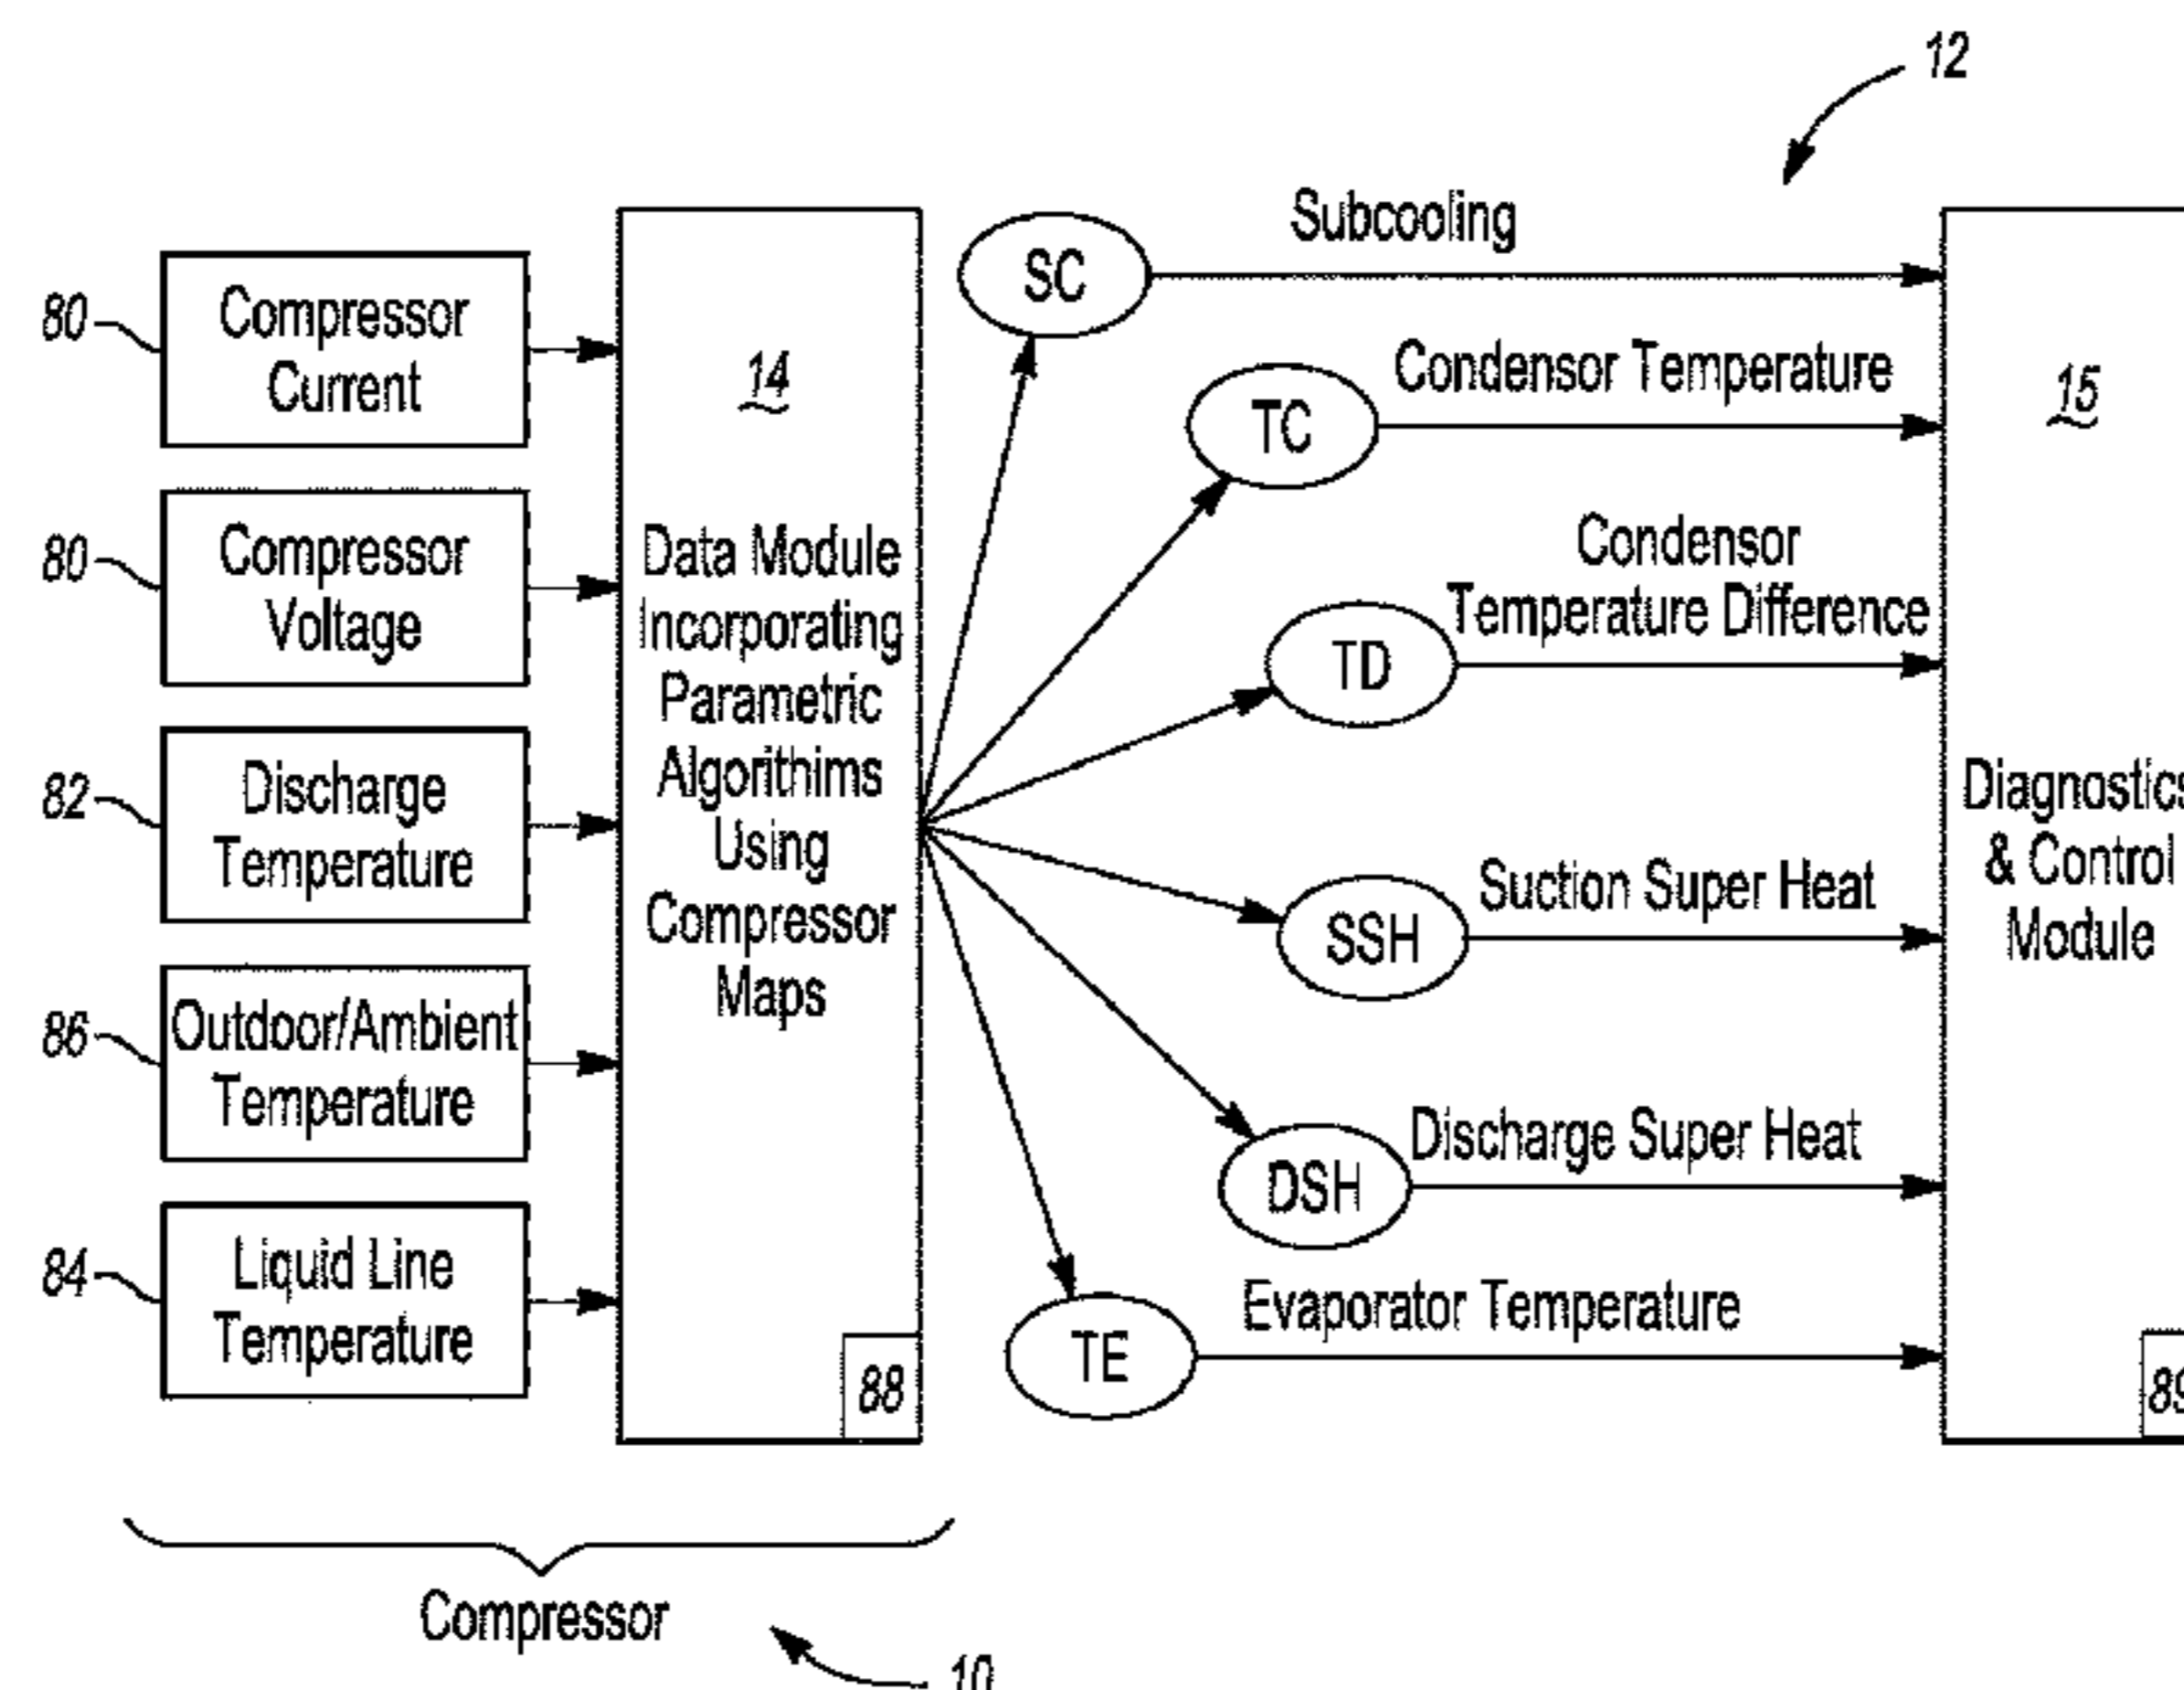 12
80
Compressor
Current
80
Compressor
Voltage
82
Discharge
Temperature
86
Outdoor/Ambient
Temperature
84
Liquid Line
Temperature
14
Data Module
Incorporating
Parametric
Algorithims
Using
Compressor
Maps
88
SC
Subcooling
TC
Condensor Temperature
TD
Condensor
Temperature Difference
SSH
Suction Super Heat
DSH
Discharge Super Heat
TE
Evaporator Temperature
15
Diagnostics
& Control
Module
89
Compressor
10